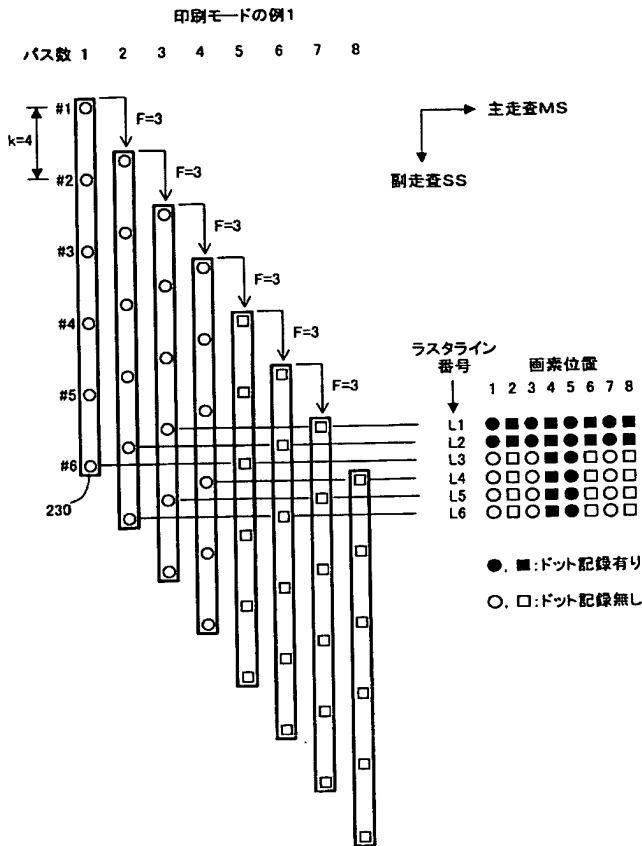 印刷モードの例1
パス数 1 2 3 4 5 6 7 8
#1
k=4
#2
#3
#4
#5
#6
230
F=3
F=3
F=3
F=3
F=3
F=3
主走査MS
副走査SS
ラスタライン
番号
画素位置
1 2 3 4 5 6 7 8
L1
L2
L3
L4
L5
L6
●, ■:ドット記録有り
○, □:ドット記録無し